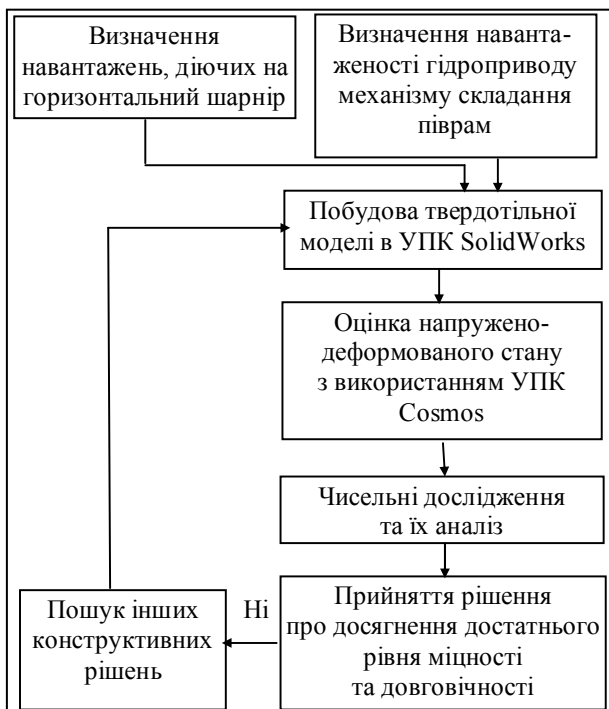 Визначення
навантажень, діючих на
горизонтальний шарнір
Визначення наванта-
женості гідроприводу
механізму складання
піврам
Побудова твердотільної
моделі в УПК SolidWorks
Оцінка напружено-
деформованого стану
з використанням УПК
Cosmos
Чисельні дослідження
та їх аналіз
Прийняття рішення
про досягнення достатнього
рівня міцності
та довговічності
Ні
Пошук інших
конструктивних
рішень